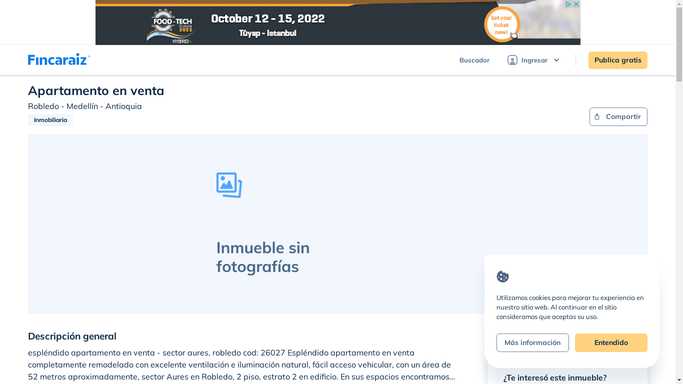 FOOD-TECH
October 12 - 15, 2022
Tüyap - Istanbul
Get your ticket now!
Fincaraiz
Buscador
Ingresar
Publica gratis
Apartamento en venta
Robledo - Medellín - Antioquia
Compartir
Inmobiliaria
Inmueble sin
fotografías
Utilizamos cookies para mejorar tu experiencia en
nuestro sitio web. Al continuar en el sitio
consideramos que aceptas su uso.
Más información
Entendido
Descripción general
espléndido apartamento en venta - sector aures, robledo cod: 26027 Espléndido apartamento en venta
completamente remodelado con excelente ventilación e iluminación natural, fácil acceso vehicular, con un área de
52 metros aproximadamente, sector Aures en Robledo, 2 piso, estrato 2 en edificio. En sus espacios encontramos...
¿Te interesó este inmueble?